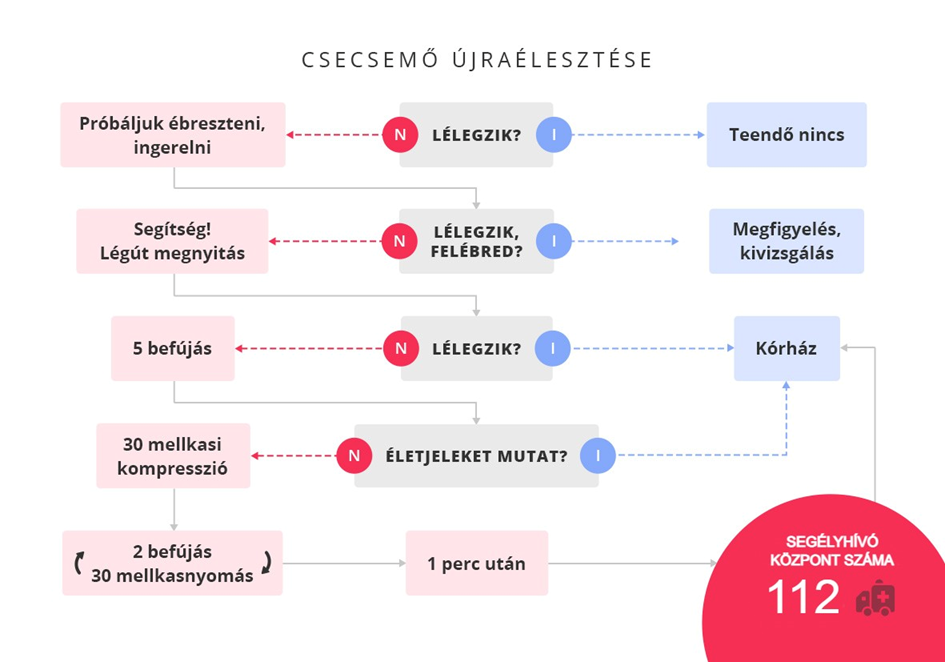 CSECSEMŐ ÚJRAÉLESZTÉSE
Próbáljuk ébreszteni,
ingerelni
N
LÉLEGZIK?
I
Teendő nincs
Segítség!
Légút megnyitás
N
LÉLEGZIK,
FELÉBRED?
I
Megfigyelés,
kivizsgálás
5 befújás
N
LÉLEGZIK?
I
Kórház
30 mellkasi
kompresszió
N
ÉLETJELEKET MUTAT?
I
2 befújás
30 mellkasnyomás
1 perc után
SEGÉLYHÍVÓ
KÖZPONT SZÁMA
112